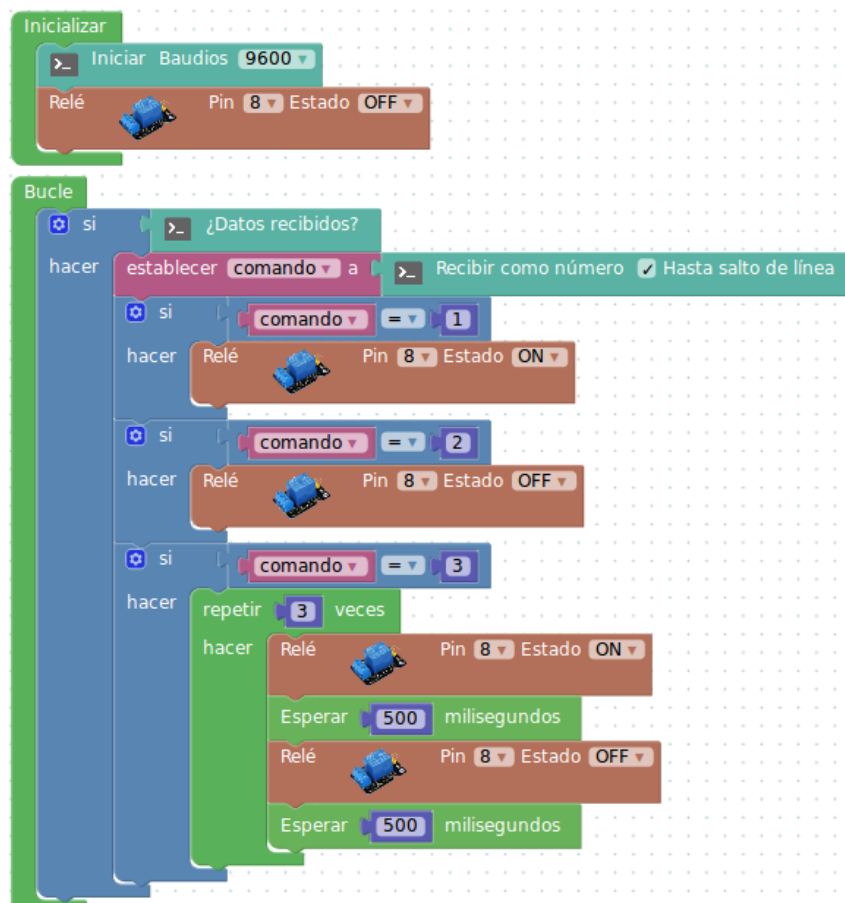 Inicializar
>_ Iniciar Baudios 9600
Relé Pin 8 Estado OFF
Bucle
si >_ ¿Datos recibidos?
hacer establecer comando a >_ Recibir como número ✓ Hasta salto de línea
si comando = 1
hacer Relé Pin 8 Estado ON
si comando = 2
hacer Relé Pin 8 Estado OFF
si comando = 3
hacer repetir 3 veces
hacer Relé Pin 8 Estado ON
Esperar 500 milisegundos
Relé Pin 8 Estado OFF
Esperar 500 milisegundos